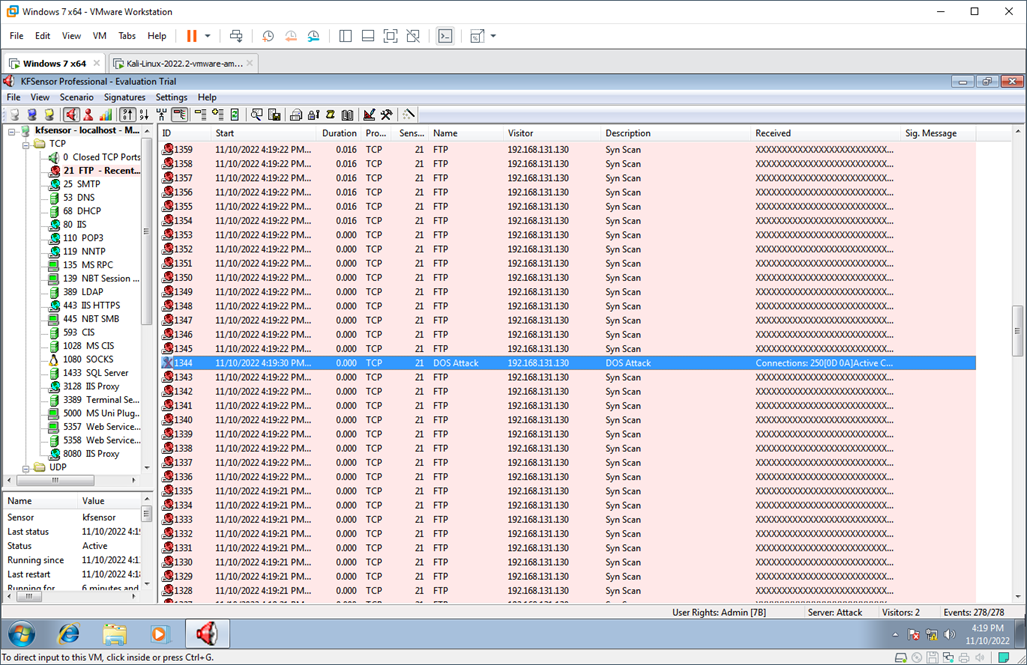 Windows 7 x64 - VMware Workstation
File Edit View VM Tabs Help
Windows 7 x64 Kali-Linux-2022.2-vmware-am...
KFSensor Professional - Evaluation Trial
File View Scenario Signatures Settings Help
kfsensor - localhost - M...
TCP
0 Closed TCP Ports
21 FTP - Recent...
25 SMTP
53 DNS
68 DHCP
80 IIS
110 POP3
119 NNTP
135 MS RPC
139 NBT Session ...
389 LDAP
443 IIS HTTPS
445 NBT SMB
593 CIS
1028 MS CIS
1080 SOCKS
1433 SQL Server
3128 IIS Proxy
3389 Terminal Se...
5000 MS Uni Plug...
5357 Web Service...
5358 Web Service...
8080 IIS Proxy
UDP
Name Value
Sensor kfsensor
Last status 11/10/2022 4:1
Status Active
Running since 11/10/2022 4:1
Last restart 11/10/2022 4:1
Running for 6 minutes and
ID Start Duration Pro... Sens... Name Visitor Description Received Sig. Message
1359 11/10/2022 4:19:22 PM... 0.016 TCP 21 FTP 192.168.131.130 Syn Scan XXXXXXXXXXXXXXXXXXXXXXXXXX...
1358 11/10/2022 4:19:22 PM... 0.016 TCP 21 FTP 192.168.131.130 Syn Scan XXXXXXXXXXXXXXXXXXXXXXXXXX...
1357 11/10/2022 4:19:22 PM... 0.016 TCP 21 FTP 192.168.131.130 Syn Scan XXXXXXXXXXXXXXXXXXXXXXXXXX...
1356 11/10/2022 4:19:22 PM... 0.016 TCP 21 FTP 192.168.131.130 Syn Scan XXXXXXXXXXXXXXXXXXXXXXXXXX...
1355 11/10/2022 4:19:22 PM... 0.016 TCP 21 FTP 192.168.131.130 Syn Scan XXXXXXXXXXXXXXXXXXXXXXXXXX...
1354 11/10/2022 4:19:22 PM... 0.016 TCP 21 FTP 192.168.131.130 Syn Scan XXXXXXXXXXXXXXXXXXXXXXXXXX...
1353 11/10/2022 4:19:22 PM... 0.000 TCP 21 FTP 192.168.131.130 Syn Scan XXXXXXXXXXXXXXXXXXXXXXXXXX...
1352 11/10/2022 4:19:22 PM... 0.000 TCP 21 FTP 192.168.131.130 Syn Scan XXXXXXXXXXXXXXXXXXXXXXXXXX...
1351 11/10/2022 4:19:22 PM... 0.000 TCP 21 FTP 192.168.131.130 Syn Scan XXXXXXXXXXXXXXXXXXXXXXXXXX...
1350 11/10/2022 4:19:22 PM... 0.000 TCP 21 FTP 192.168.131.130 Syn Scan XXXXXXXXXXXXXXXXXXXXXXXXXX...
1349 11/10/2022 4:19:22 PM... 0.000 TCP 21 FTP 192.168.131.130 Syn Scan XXXXXXXXXXXXXXXXXXXXXXXXXX...
1348 11/10/2022 4:19:22 PM... 0.000 TCP 21 FTP 192.168.131.130 Syn Scan XXXXXXXXXXXXXXXXXXXXXXXXXX...
1347 11/10/2022 4:19:22 PM... 0.000 TCP 21 FTP 192.168.131.130 Syn Scan XXXXXXXXXXXXXXXXXXXXXXXXXX...
1346 11/10/2022 4:19:22 PM... 0.000 TCP 21 FTP 192.168.131.130 Syn Scan XXXXXXXXXXXXXXXXXXXXXXXXXX...
1345 11/10/2022 4:19:22 PM... 0.000 TCP 21 FTP 192.168.131.130 Syn Scan XXXXXXXXXXXXXXXXXXXXXXXXXX...
1344 11/10/2022 4:19:30 PM... 0.000 TCP 21 DOS Attack 192.168.131.130 DOS Attack Connections: 250[0D 0A]Active C...
1343 11/10/2022 4:19:22 PM... 0.000 TCP 21 FTP 192.168.131.130 Syn Scan XXXXXXXXXXXXXXXXXXXXXXXXXX...
1342 11/10/2022 4:19:22 PM... 0.000 TCP 21 FTP 192.168.131.130 Syn Scan XXXXXXXXXXXXXXXXXXXXXXXXXX...
1341 11/10/2022 4:19:22 PM... 0.000 TCP 21 FTP 192.168.131.130 Syn Scan XXXXXXXXXXXXXXXXXXXXXXXXXX...
1340 11/10/2022 4:19:22 PM... 0.000 TCP 21 FTP 192.168.131.130 Syn Scan XXXXXXXXXXXXXXXXXXXXXXXXXX...
1339 11/10/2022 4:19:22 PM... 0.000 TCP 21 FTP 192.168.131.130 Syn Scan XXXXXXXXXXXXXXXXXXXXXXXXXX...
1338 11/10/2022 4:19:22 PM... 0.000 TCP 21 FTP 192.168.131.130 Syn Scan XXXXXXXXXXXXXXXXXXXXXXXXXX...
1337 11/10/2022 4:19:22 PM... 0.000 TCP 21 FTP 192.168.131.130 Syn Scan XXXXXXXXXXXXXXXXXXXXXXXXXX...
1336 11/10/2022 4:19:22 PM... 0.000 TCP 21 FTP 192.168.131.130 Syn Scan XXXXXXXXXXXXXXXXXXXXXXXXXX...
1335 11/10/2022 4:19:21 PM... 0.000 TCP 21 FTP 192.168.131.130 Syn Scan XXXXXXXXXXXXXXXXXXXXXXXXXX...
1334 11/10/2022 4:19:21 PM... 0.000 TCP 21 FTP 192.168.131.130 Syn Scan XXXXXXXXXXXXXXXXXXXXXXXXXX...
1333 11/10/2022 4:19:21 PM... 0.000 TCP 21 FTP 192.168.131.130 Syn Scan XXXXXXXXXXXXXXXXXXXXXXXXXX...
1332 11/10/2022 4:19:21 PM... 0.000 TCP 21 FTP 192.168.131.130 Syn Scan XXXXXXXXXXXXXXXXXXXXXXXXXX...
1331 11/10/2022 4:19:21 PM... 0.000 TCP 21 FTP 192.168.131.130 Syn Scan XXXXXXXXXXXXXXXXXXXXXXXXXX...
1330 11/10/2022 4:19:21 PM... 0.000 TCP 21 FTP 192.168.131.130 Syn Scan XXXXXXXXXXXXXXXXXXXXXXXXXX...
1329 11/10/2022 4:19:21 PM... 0.000 TCP 21 FTP 192.168.131.130 Syn Scan XXXXXXXXXXXXXXXXXXXXXXXXXX...
1328 11/10/2022 4:19:21 PM... 0.000 TCP 21 FTP 192.168.131.130 Syn Scan XXXXXXXXXXXXXXXXXXXXXXXXXX...
User Rights: Admin [7B] Server: Attack Visitors: 2 Events: 278/278
4:19 PM
11/10/2022
To direct input to this VM, click inside or press Ctrl+G.